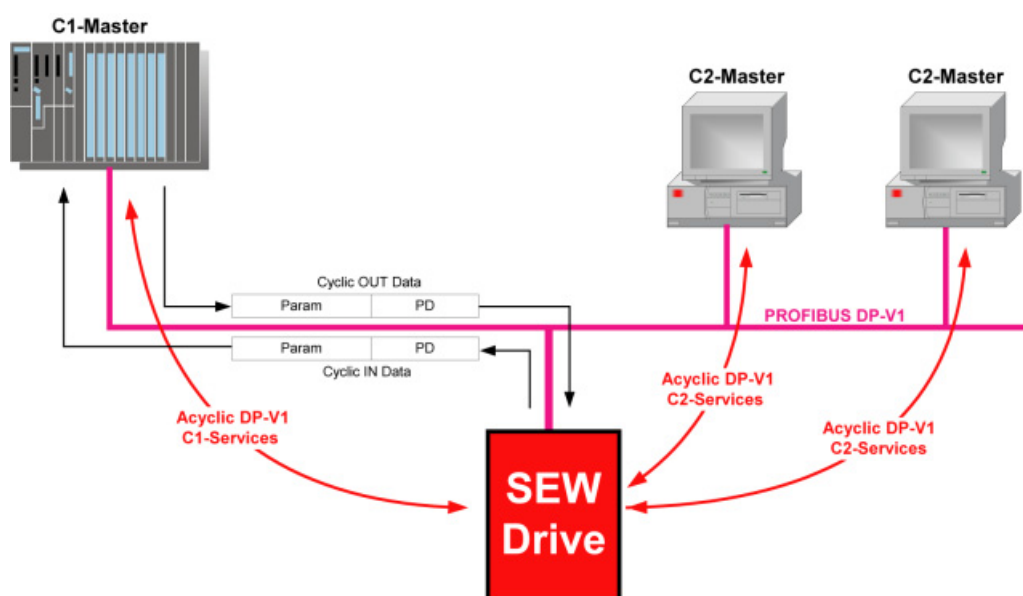 C1-Master
C2-Master
C2-Master
Cyclic OUT Data
Param
PD
PROFIBUS DP-V1
Param
PD
Cyclic IN Data
Acyclic DP-V1
C1-Services
Acyclic DP-V1
C2-Services
Acyclic DP-V1
C2-Services
SEW
Drive